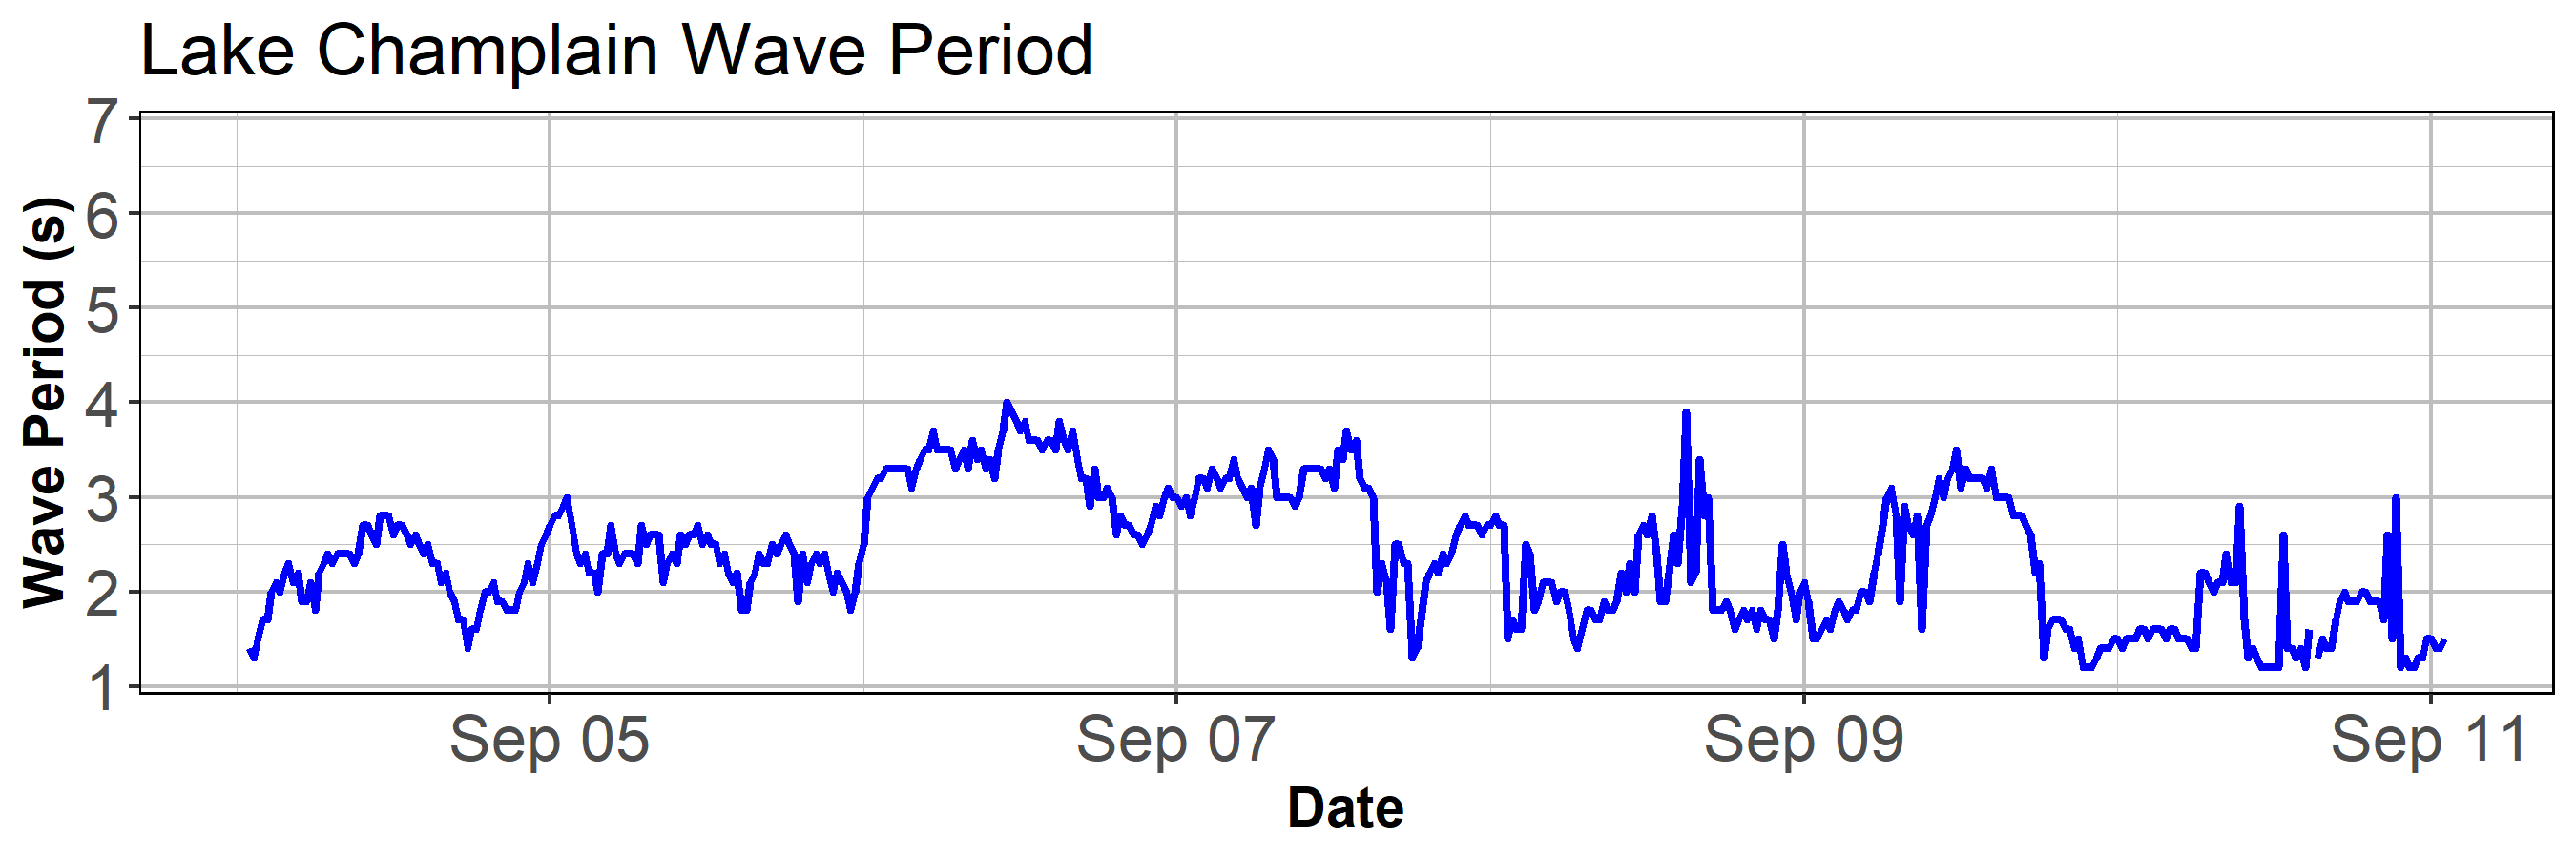 Lake Champlain Wave Period
Wave Period (s)
7
6
5
4
3
2
1
Sep 05
Sep 07
Sep 09
Sep 11
Date